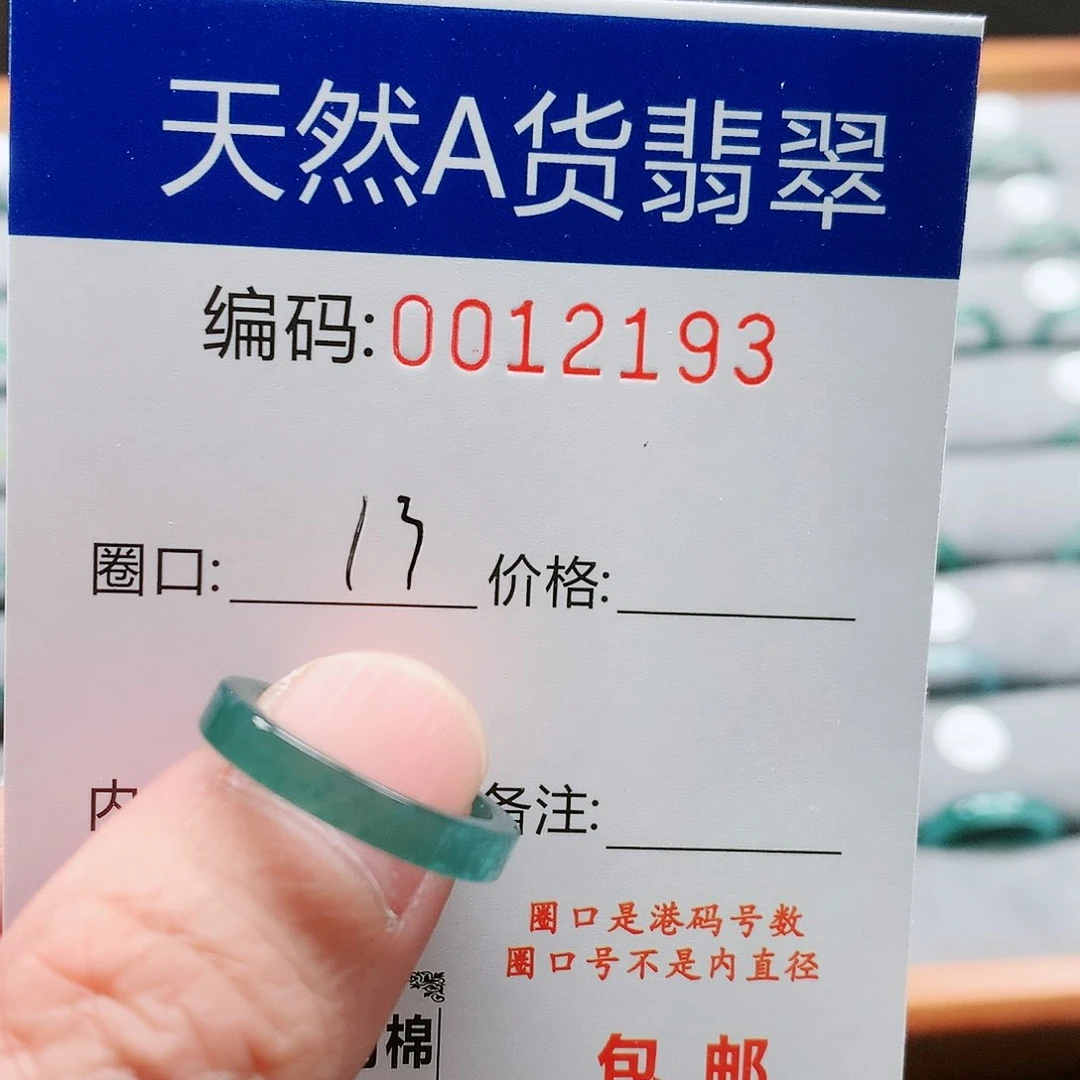 天然A货翡翠
编码:0012193
圈口: 13 价格:
内 备注:
圈口是港码号数
圈口号不是内直径
棉
包邮